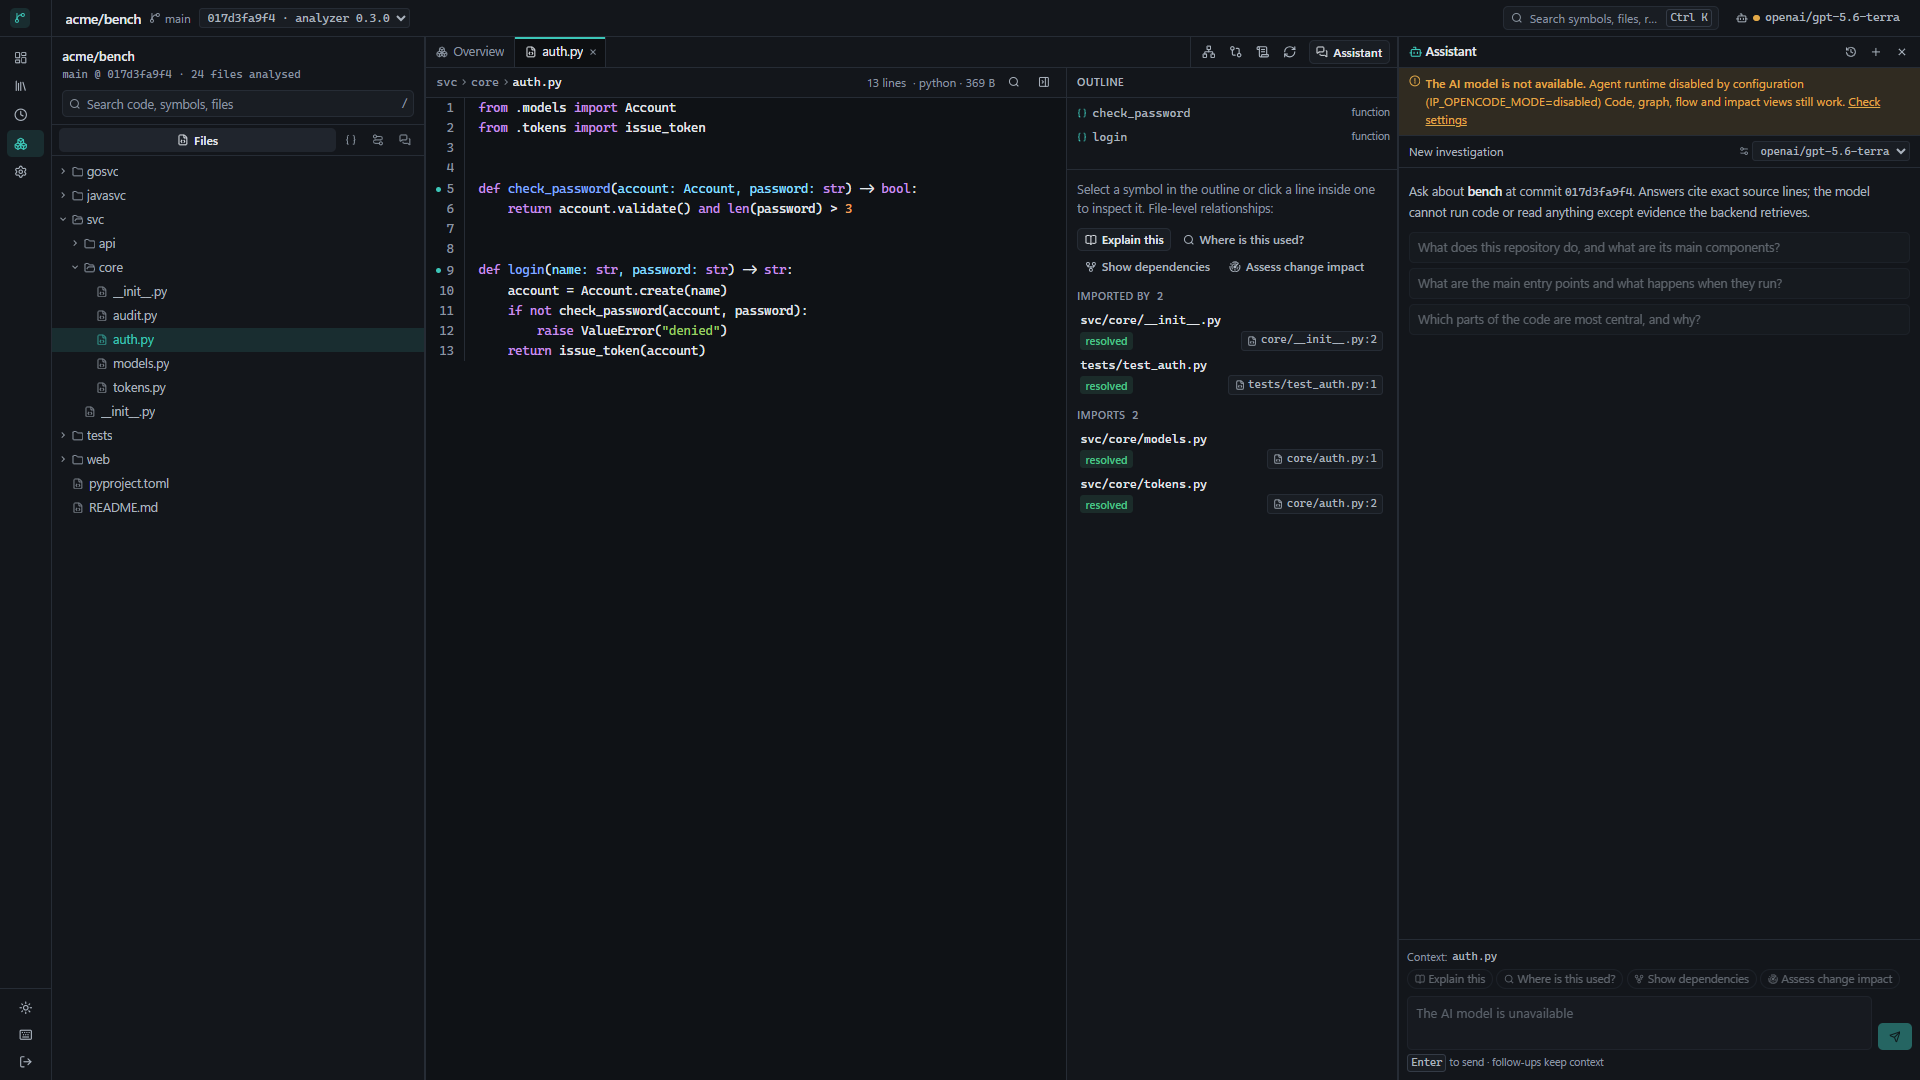 acme/bench
main
017d3fa9f4 · analyzer 0.3.0
Search symbols, files, r...
Ctrl K
openai/gpt-5.6-terra
acme/bench
main @ 017d3fa9f4 · 24 files analysed
Search code, symbols, files
/
Files
gosvc
javasvc
svc
api
core
__init__.py
audit.py
auth.py
models.py
tokens.py
__init__.py
tests
web
pyproject.toml
README.md
Overview
auth.py
Assistant
svc › core › auth.py
13 lines · python · 369 B
1 from .models import Account
2 from .tokens import issue_token
3
4
5 def check_password(account: Account, password: str) -> bool:
6 return account.validate() and len(password) > 3
7
8
9 def login(name: str, password: str) -> str:
10 account = Account.create(name)
11 if not check_password(account, password):
12 raise ValueError("denied")
13 return issue_token(account)
OUTLINE
check_password function
login function
Select a symbol in the outline or click a line inside one
to inspect it. File-level relationships:
Explain this
Where is this used?
Show dependencies
Assess change impact
IMPORTED BY 2
svc/core/__init__.py
resolved
core/__init__.py:2
tests/test_auth.py
resolved
tests/test_auth.py:1
IMPORTS 2
svc/core/models.py
resolved
core/auth.py:1
svc/core/tokens.py
resolved
core/auth.py:2
Assistant
The AI model is not available. Agent runtime disabled by configuration
(IP_OPENCODE_MODE=disabled) Code, graph, flow and impact views still work. Check
settings
New investigation
openai/gpt-5.6-terra
Ask about bench at commit 017d3fa9f4. Answers cite exact source lines; the model
cannot run code or read anything except evidence the backend retrieves.
What does this repository do, and what are its main components?
What are the main entry points and what happens when they run?
Which parts of the code are most central, and why?
Context: auth.py
Explain this
Where is this used?
Show dependencies
Assess change impact
The AI model is unavailable
Enter to send · follow-ups keep context